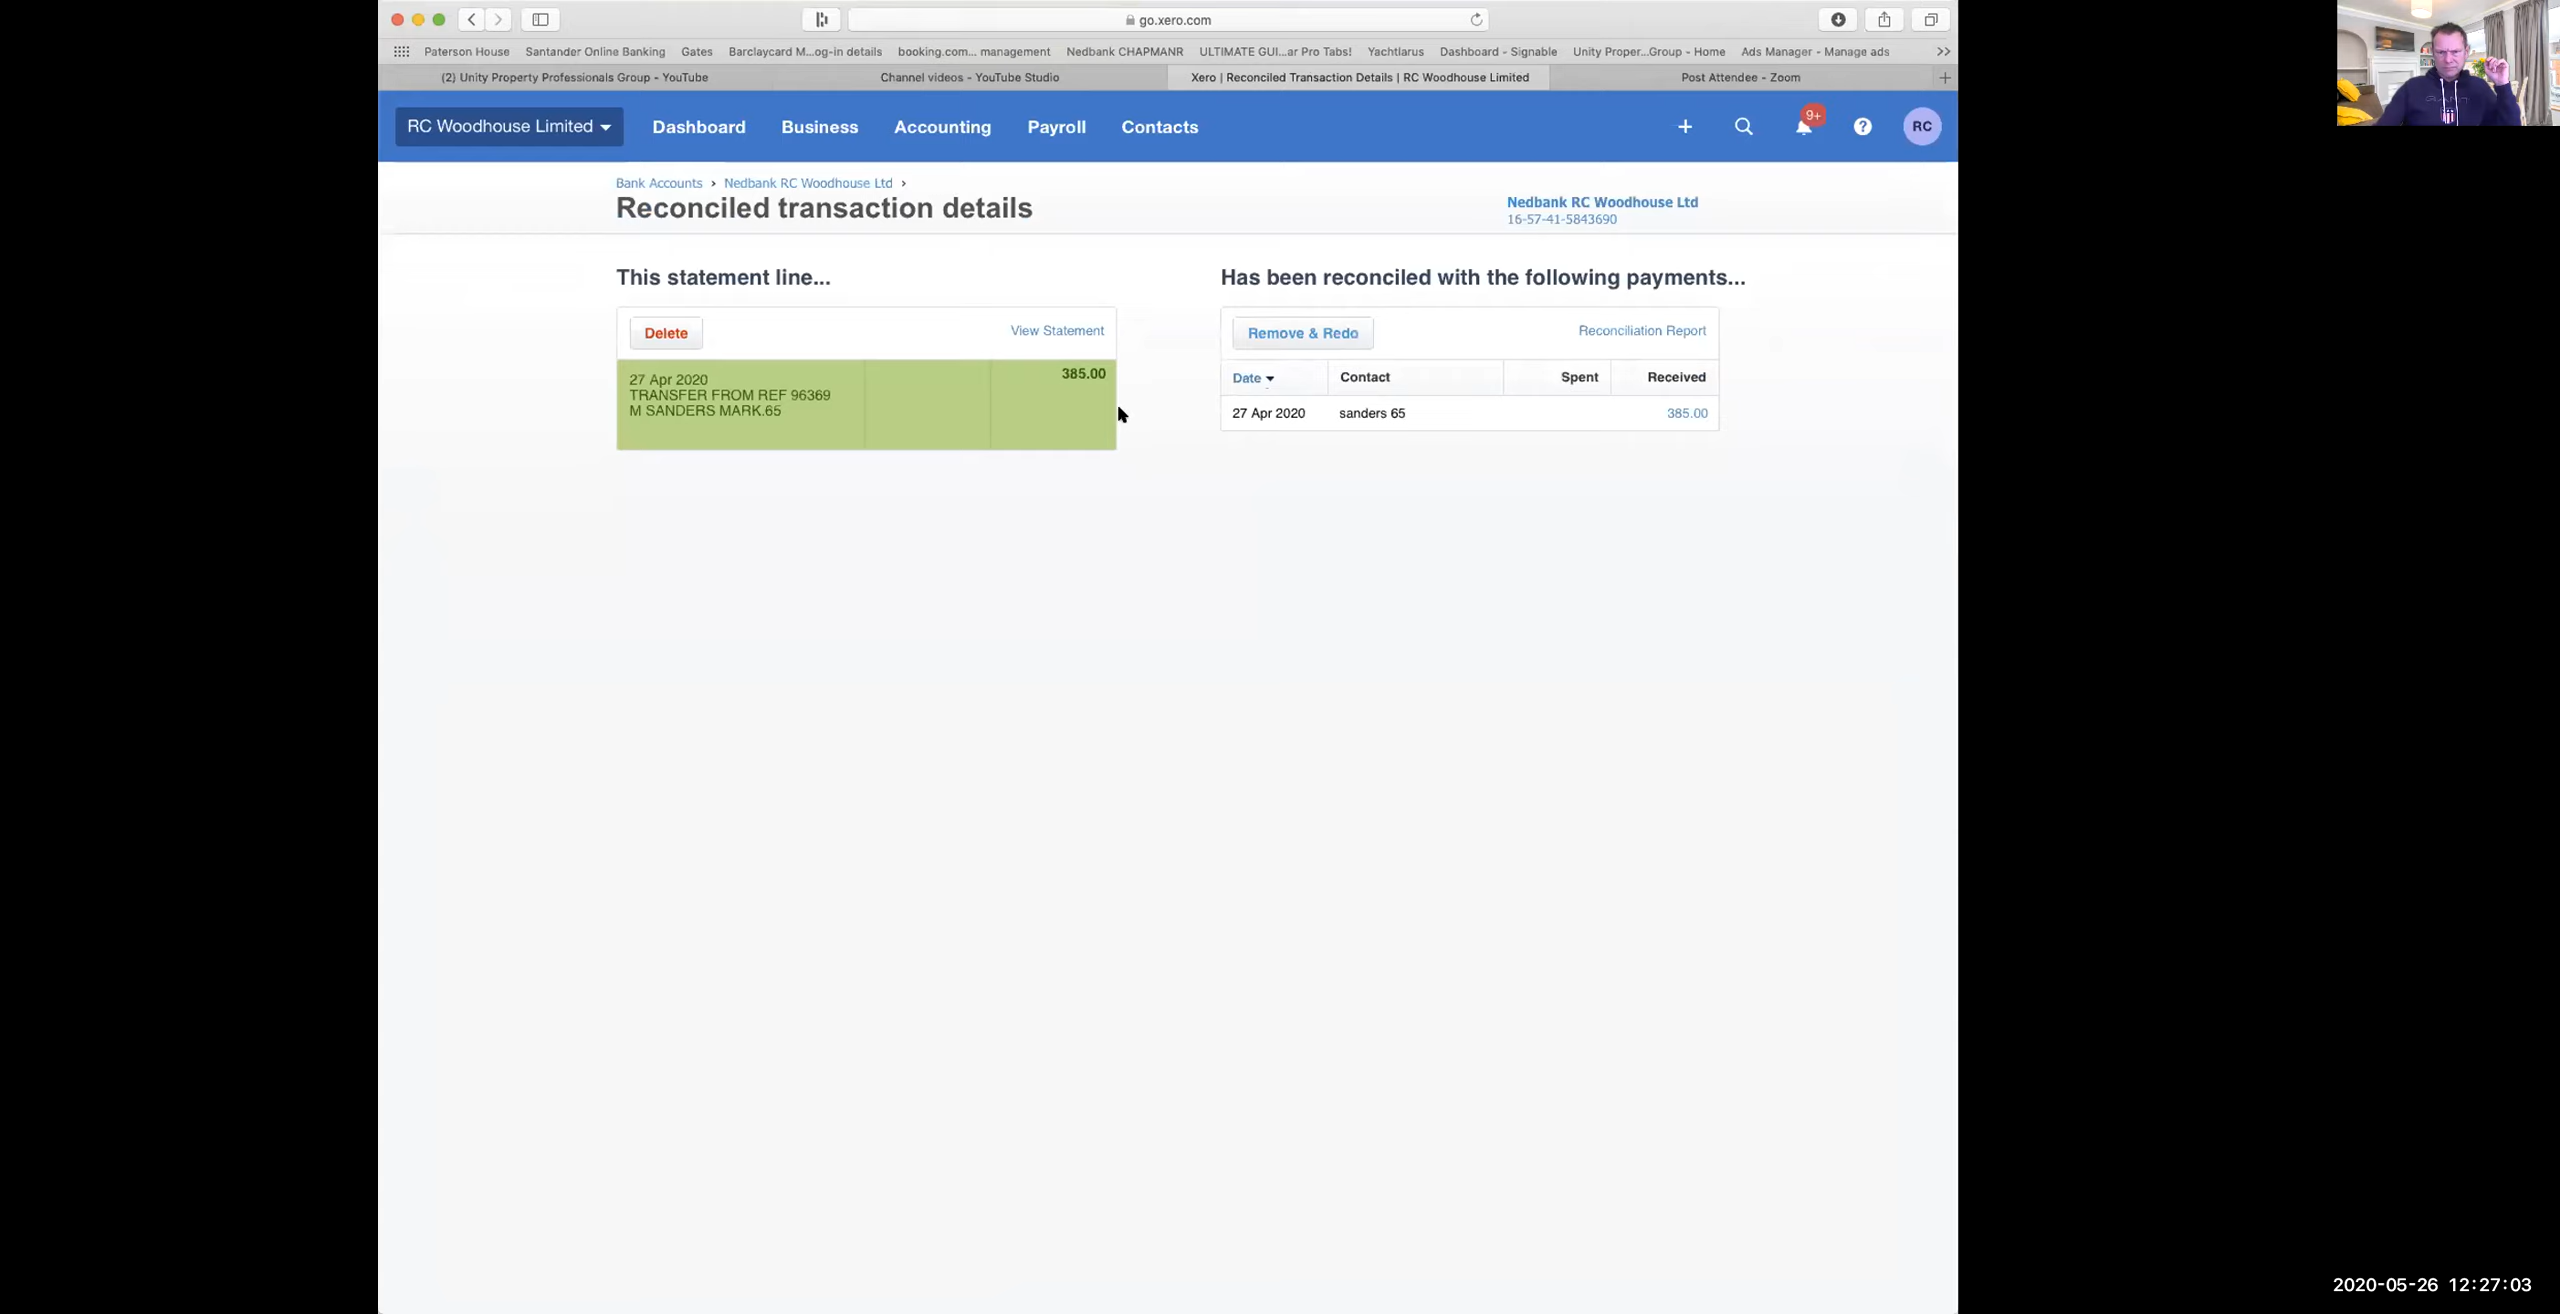 go.xero.com
Paterson House Santander Online Banking Gates Barclaycard M...og-in details booking.com... management Nedbank CHAPMANR ULTIMATE GUI...ar Pro Tabs! Yachtlarus Dashboard - Signable Unity Proper...Group - Home Ads Manager - Manage ads >>
(2) Unity Property Professionals Group - YouTube Channel videos - YouTube Studio Xero | Reconciled Transaction Details | RC Woodhouse Limited Post Attendee - Zoom +
RC Woodhouse Limited Dashboard Business Accounting Payroll Contacts + 9+ ? RC
Bank Accounts › Nedbank RC Woodhouse Ltd ›
Reconciled transaction details
Nedbank RC Woodhouse Ltd
16-57-41-5843690
This statement line...
Delete View Statement
27 Apr 2020 385.00
TRANSFER FROM REF 96369
M SANDERS MARK.65
Has been reconciled with the following payments...
Remove & Redo Reconciliation Report
Date Contact Spent Received
27 Apr 2020 sanders 65 385.00
2020-05-26 12:27:03